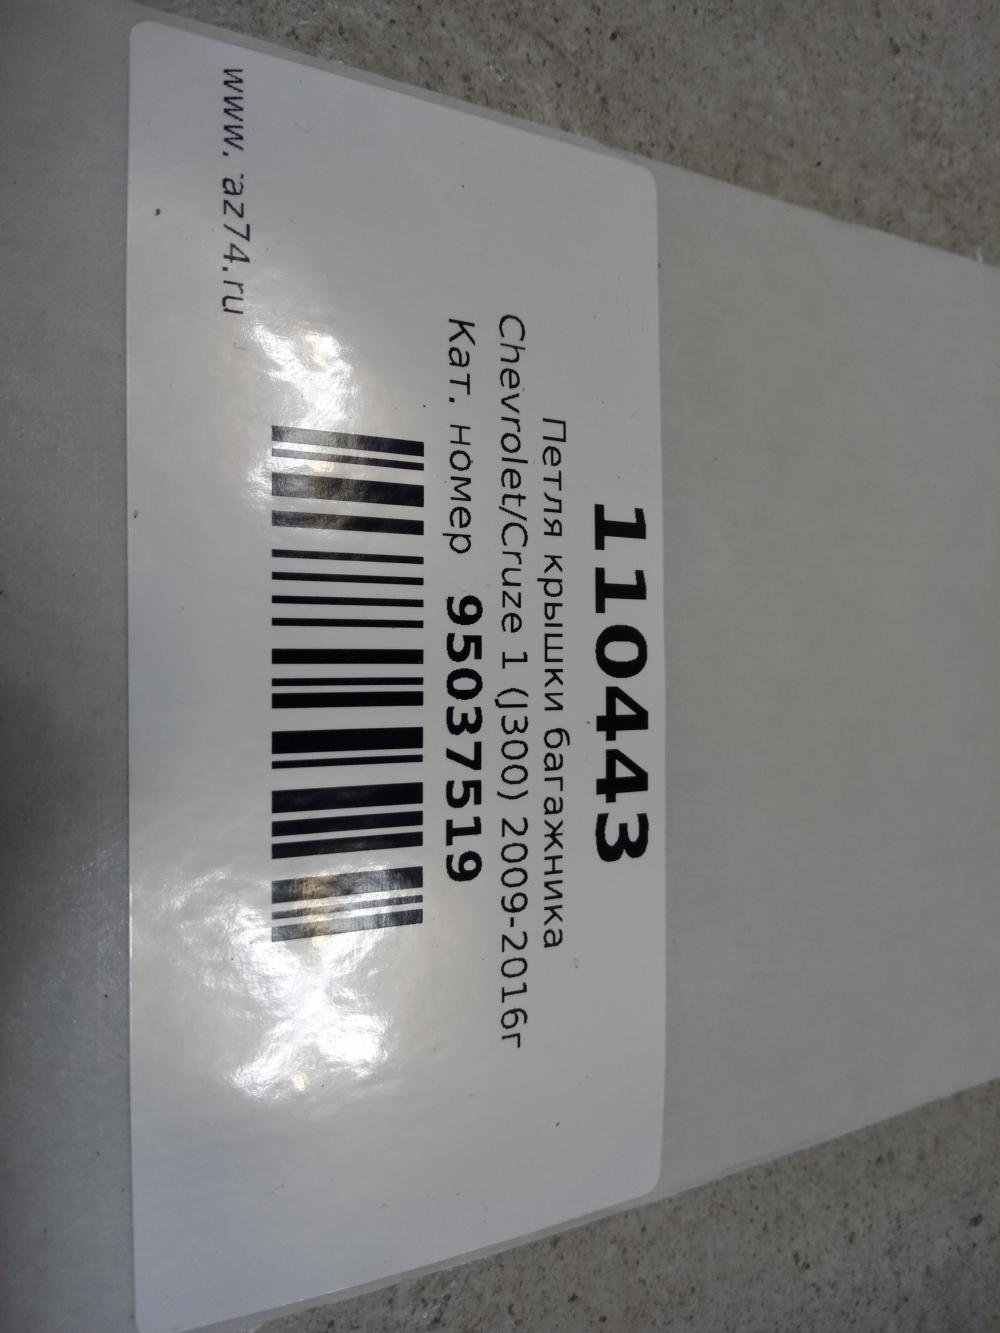 110443
Петля крышки багажника
Chevrolet/Cruze 1 (J300) 2009-2016г
Кат. номер 95037519
www.az74.ru